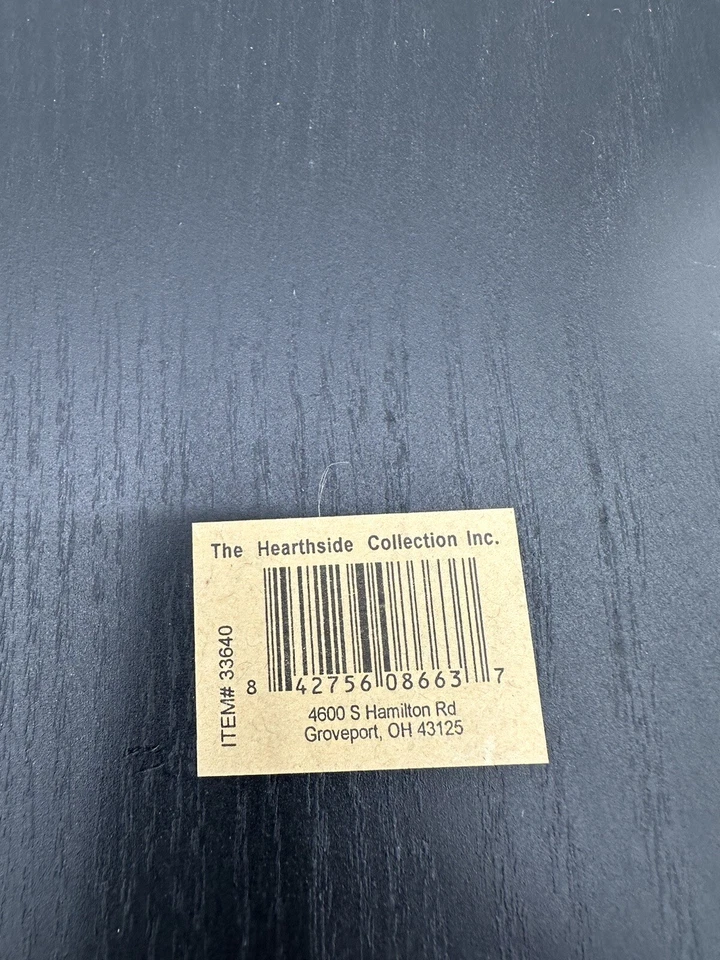 The Hearthside Collection Inc.
ITEM# 33640
8 42756 08663 7
4600 S Hamilton Rd
Groveport, OH 43125